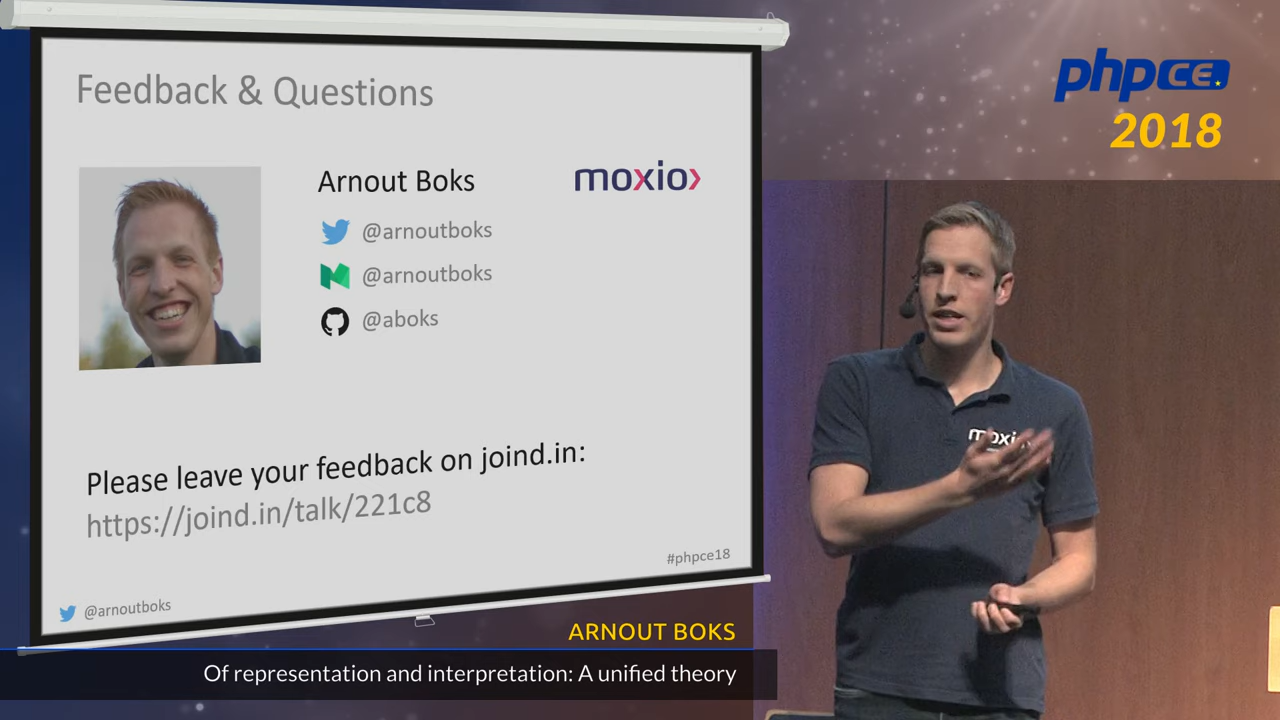 Feedback & Questions
Arnout Boks
moxio
@arnoutboks
@arnoutboks
@aboks
Please leave your feedback on joind.in:
https://joind.in/talk/221c8
#phpce18
@arnoutboks
ARNOUT BOKS
Of representation and interpretation: A unified theory
phpce
2018
moxi